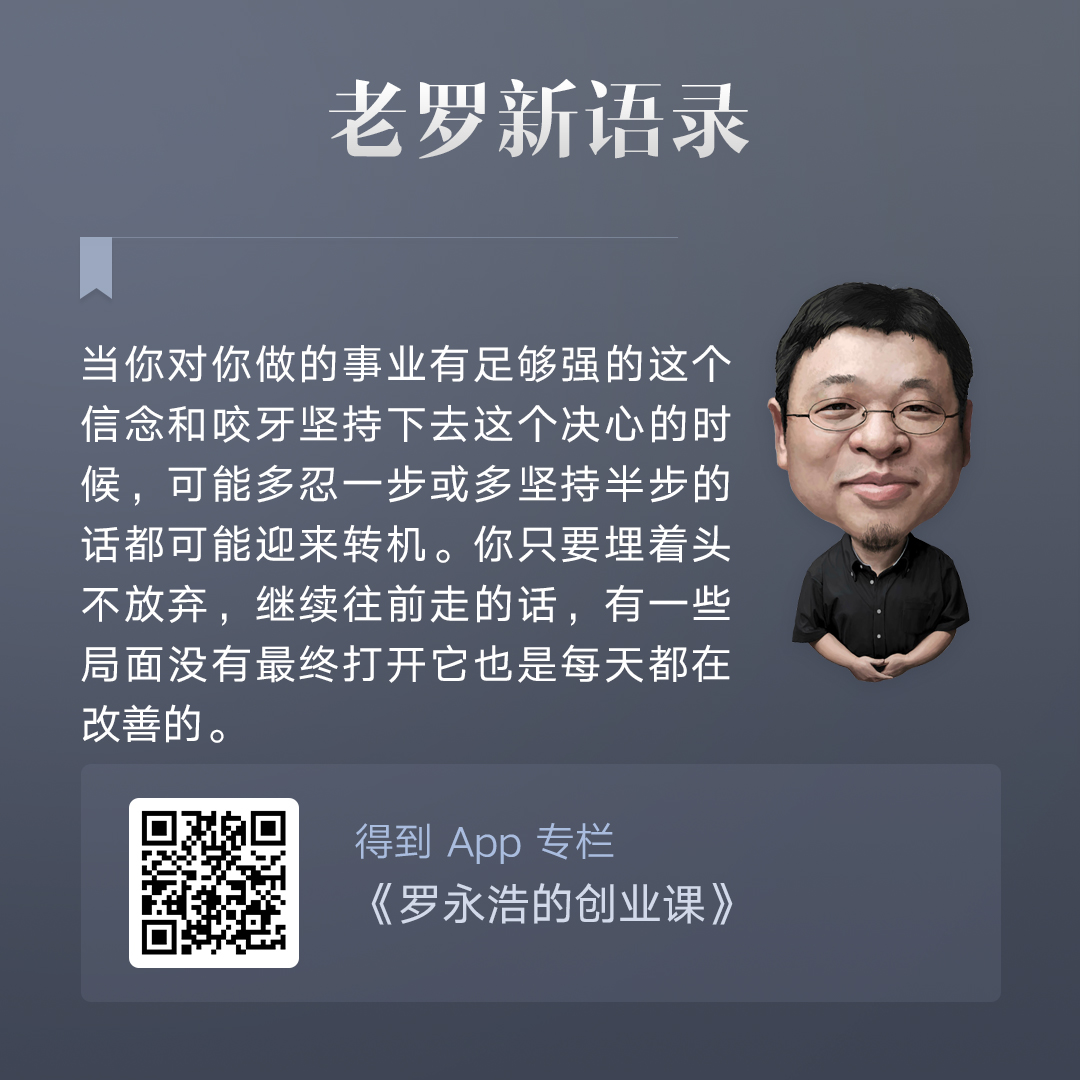 老罗新语录
当你对你做的事业有足够强的这个
信念和咬牙坚持下去这个决心的时
候，可能多忍一步或多坚持半步的
话都可能迎来转机。你只要埋着头
不放弃，继续往前走的话，有一些
局面没有最终打开它也是每天都在
改善的。
得到 App 专栏
《罗永浩的创业课》